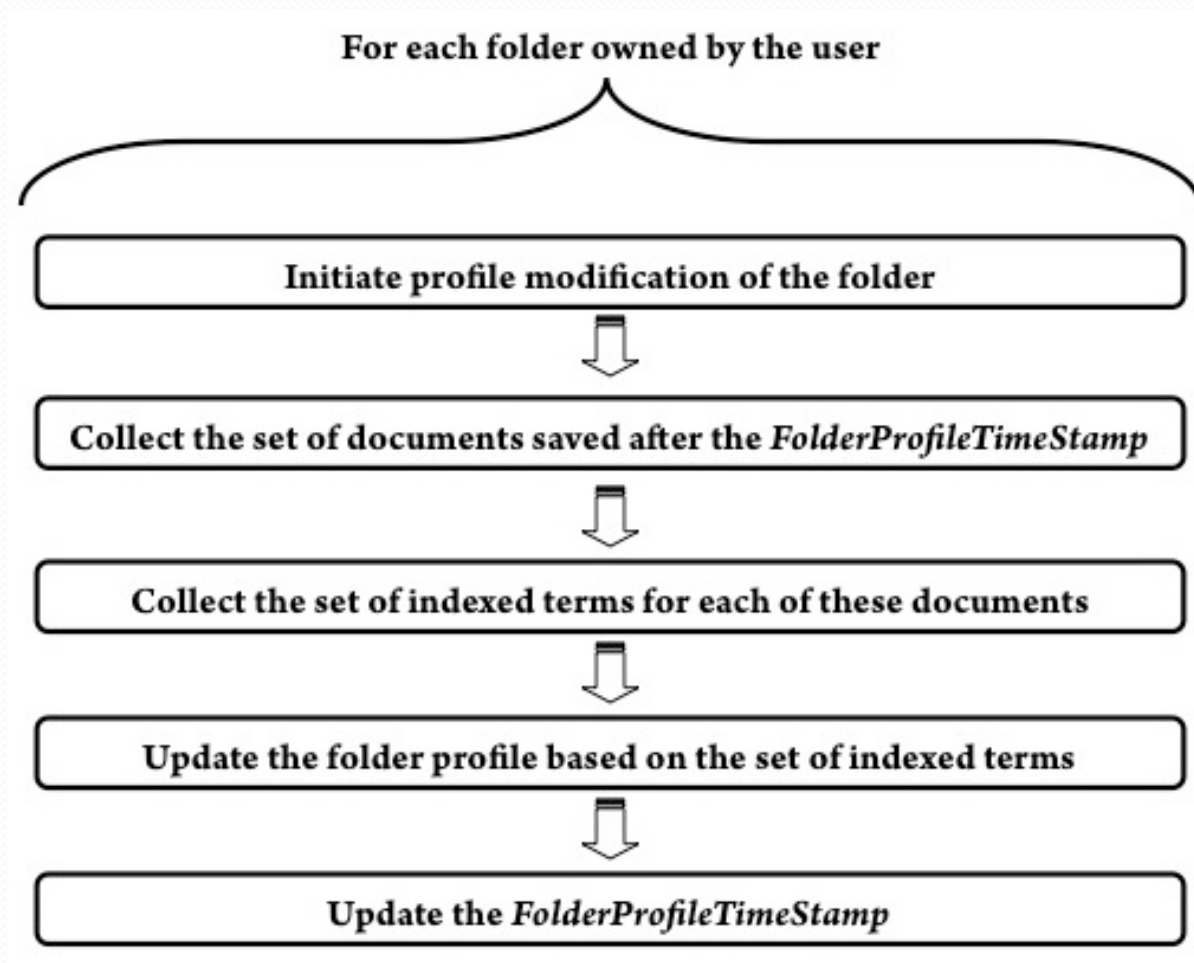 For each folder owned by the user
Initiate profile modification of the folder
Collect the set of documents saved after the FolderProfileTimeStamp
Collect the set of indexed terms for each of these documents
Update the folder profile based on the set of indexed terms
Update the FolderProfileTimeStamp